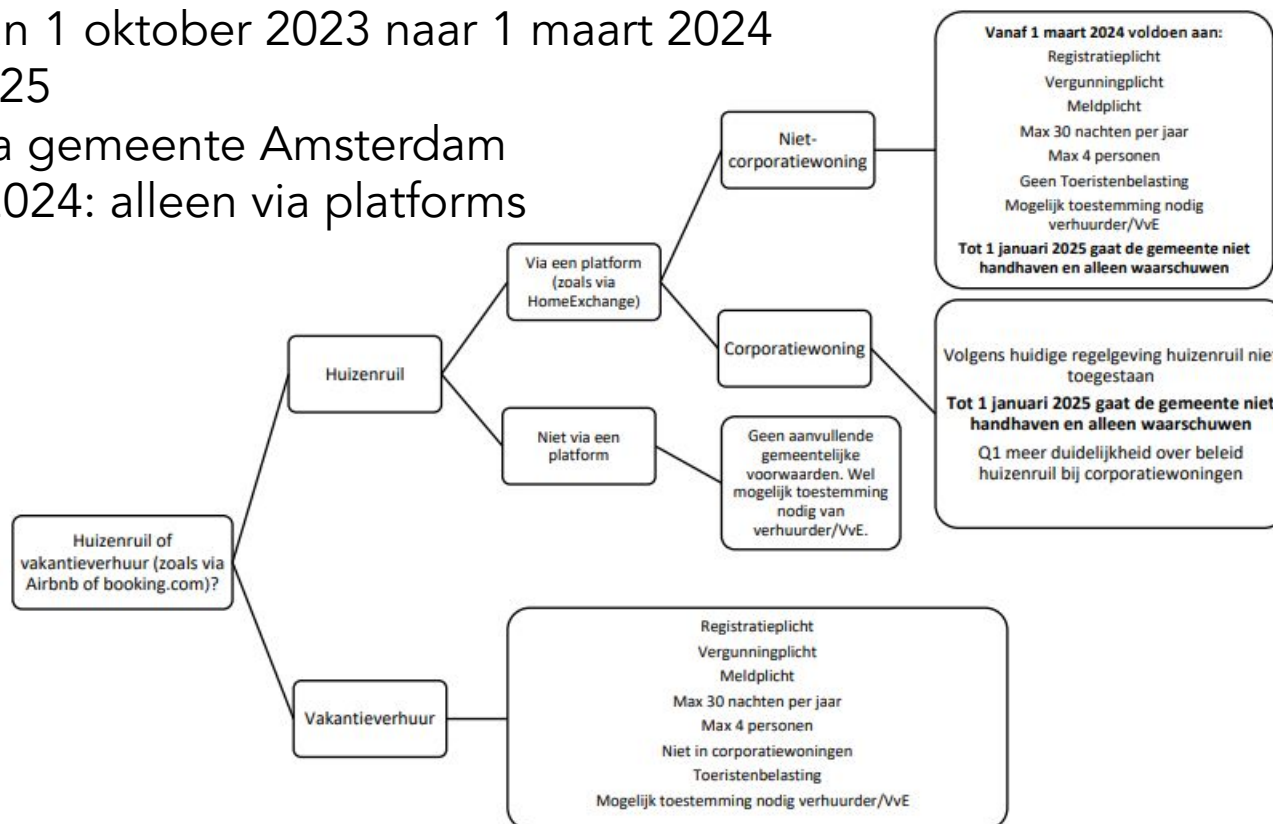 n 1 oktober 2023 naar 1 maart 2024
25
a gemeente Amsterdam
024: alleen via platforms
Huizenruil of
vakantieverhuur (zoals via
Airbnb of booking.com)?
Huizenruil
Via een platform
(zoals via
HomeExchange)
Niet-
corporatiewoning
Vanaf 1 maart 2024 voldoen aan:
Registratieplicht
Vergunningplicht
Meldplicht
Max 30 nachten per jaar
Max 4 personen
Geen Toeristenbelasting
Mogelijk toestemming nodig
verhuurder/VvE
Tot 1 januari 2025 gaat de gemeente niet
handhaven en alleen waarschuwen
Corporatiewoning
Volgens huidige regelgeving huizenruil niet
toegestaan
Tot 1 januari 2025 gaat de gemeente niet
handhaven en alleen waarschuwen
Q1 meer duidelijkheid over beleid
huizenruil bij corporatiewoningen
Niet via een
platform
Geen aanvullende
gemeentelijke
voorwaarden. Wel
mogelijk toestemming
nodig van
verhuurder/VvE.
Vakantieverhuur
Registratieplicht
Vergunningplicht
Meldplicht
Max 30 nachten per jaar
Max 4 personen
Niet in corporatiewoningen
Toeristenbelasting
Mogelijk toestemming nodig verhuurder/VvE